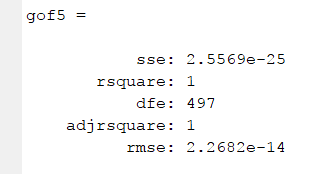 gof5 =
sse: 2.5569e-25
rsquare: 1
dfe: 497
adjrsquare: 1
rmse: 2.2682e-14